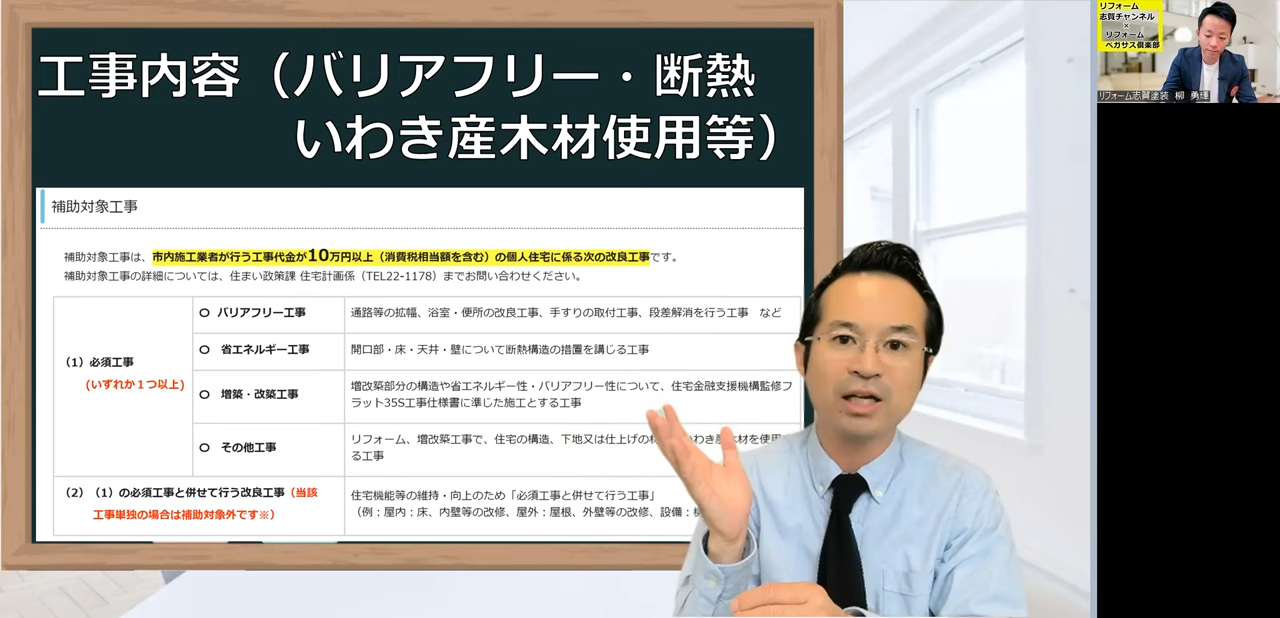 工事内容（バリアフリー・断熱
いわき産木材使用等）
補助対象工事
補助対象工事は、市内施工業者が行う工事代金が10万円以上（消費税相当額を含む）の個人住宅に係る次の改良工事です。
補助対象工事の詳細については、住まい政策課 住宅計画係（TEL22-1178）までお問い合わせください。
（1）必須工事
(いずれか１つ以上)
○ バリアフリー工事
通路等の拡幅、浴室・便所の改良工事、手すりの取付工事、段差解消を行う工事　など
○ 省エネルギー工事
開口部・床・天井・壁について断熱構造の措置を講じる工事
○ 増築・改築工事
増改築部分の構造や省エネルギー性・バリアフリー性について、住宅金融支援機構監修フ
ラット35S工事仕様書に準じた施工とする工事
○ その他工事
リフォーム、増改築工事で、住宅の構造、下地又は仕上げの
わき産木材を使用
る工事
（2）（1）の必須工事と併せて行う改良工事（当該
工事単独の場合は補助対象外です※）
住宅機能等の維持・向上のため「必須工事と併せて行う工事」
（例：屋内：床、内壁等の改修、屋外：屋根、外壁等の改修、設備：
リフォーム
志賀チャンネル
×
リフォーム
ペガサス倶楽部
リフォーム志賀塗装 柳 勇輝